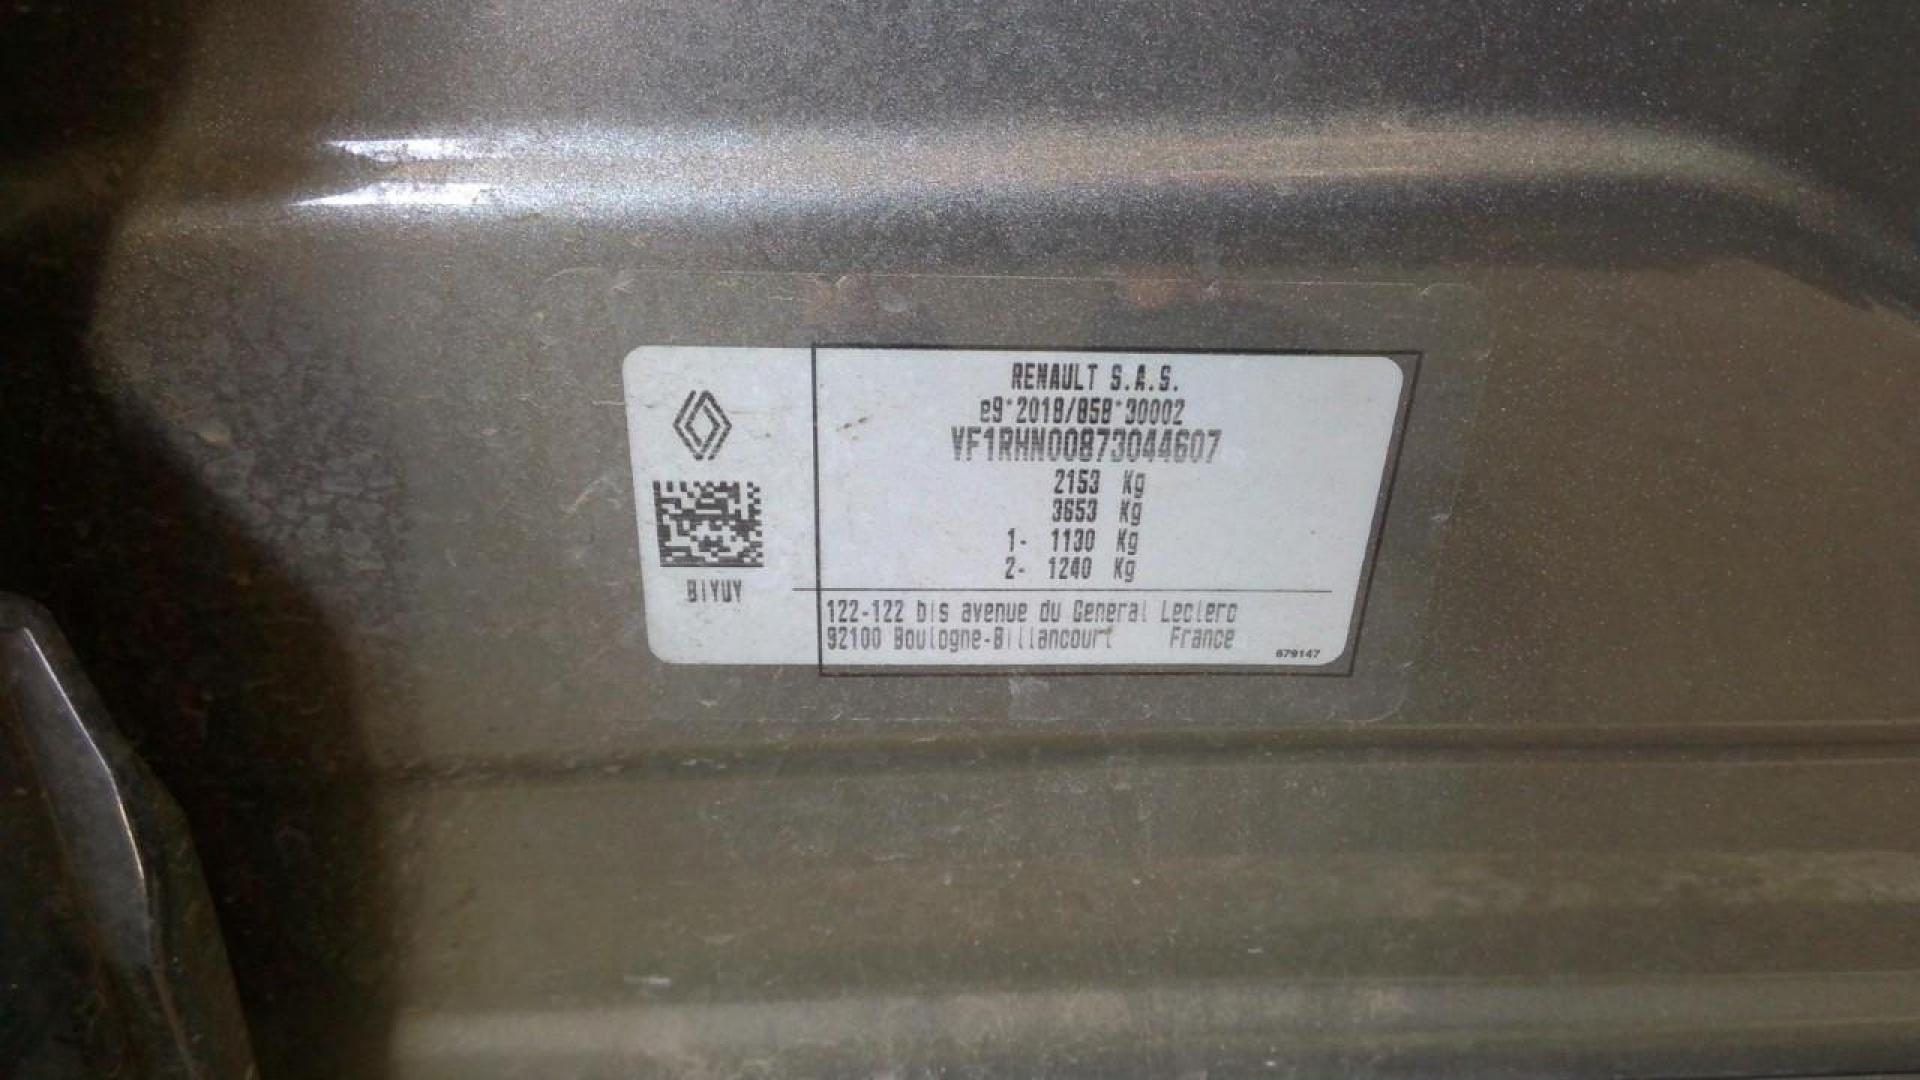 RENAULT S.A.S.
e9*2018/858*30002
VF1RHN00873044607
2153 Kg
3653 Kg
1- 1130 Kg
2- 1240 Kg
BIYUY
122-122 bis avenue du General Leclerc
92100 Boulogne-Billancourt France
679147